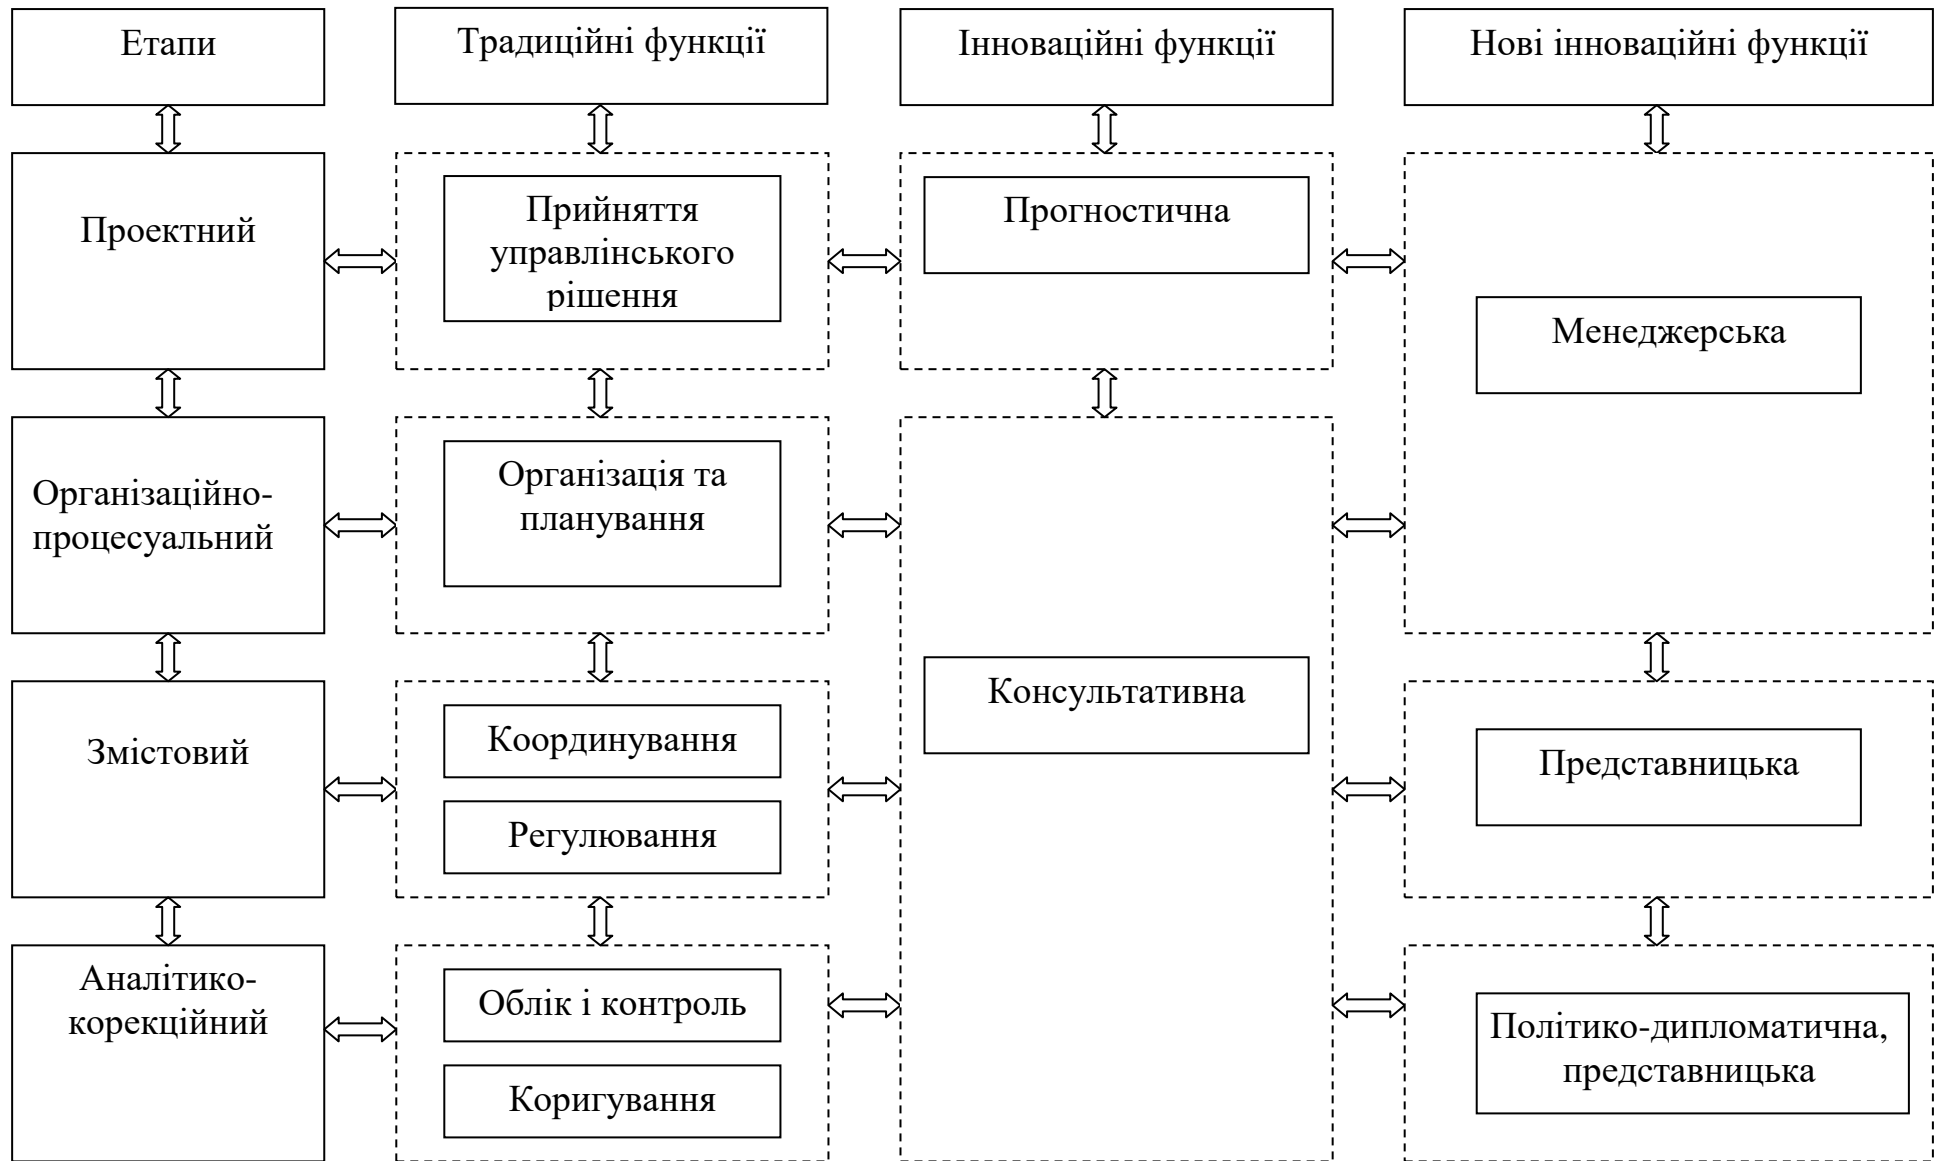 Етапи
Традиційні функції
Інноваційні функції
Нові інноваційні функції
Проектний
Прийняття
управлінського
рішення
Прогностична
Менеджерська
Організаційно-
процесуальний
Організація та
планування
Консультативна
Змістовий
Координування
Регулювання
Представницька
Аналітико-
корекційний
Облік і контроль
Коригування
Політико-дипломатична,
представницька